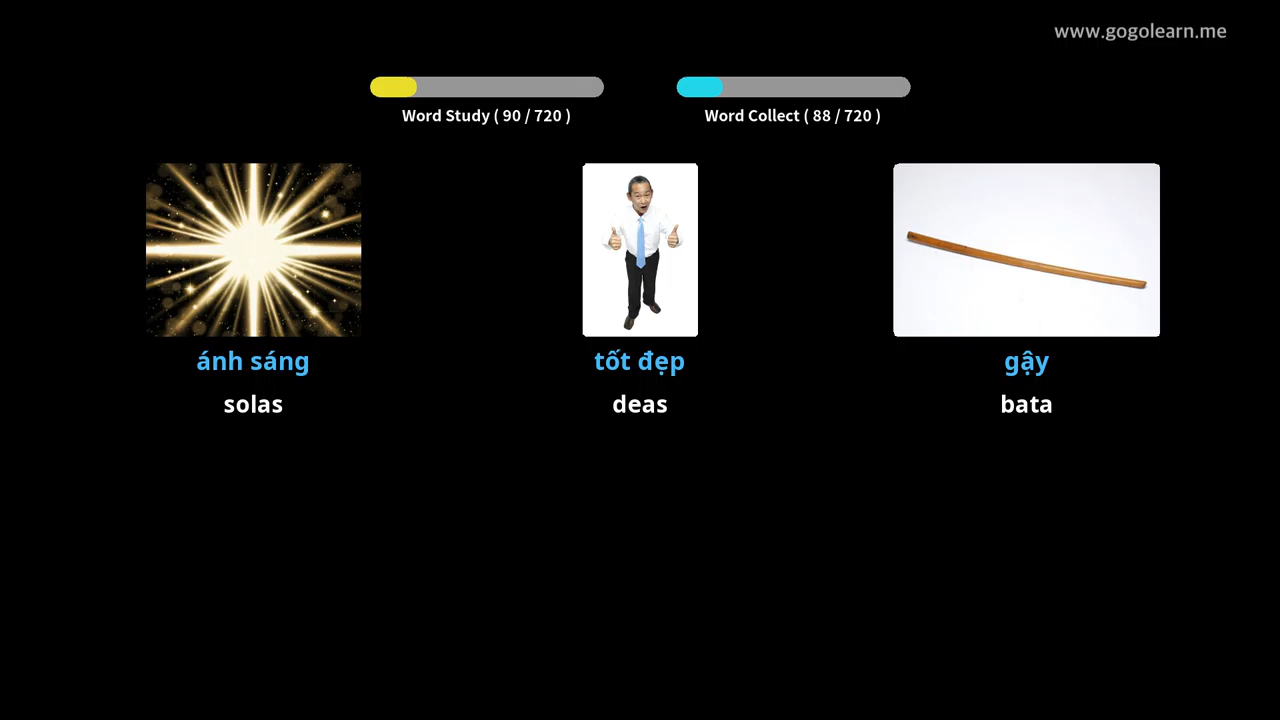 www.gogolearn.me
Word Study ( 90 / 720 )
Word Collect ( 88 / 720 )
ánh sáng
tốt đẹp
gậy
solas
deas
bata